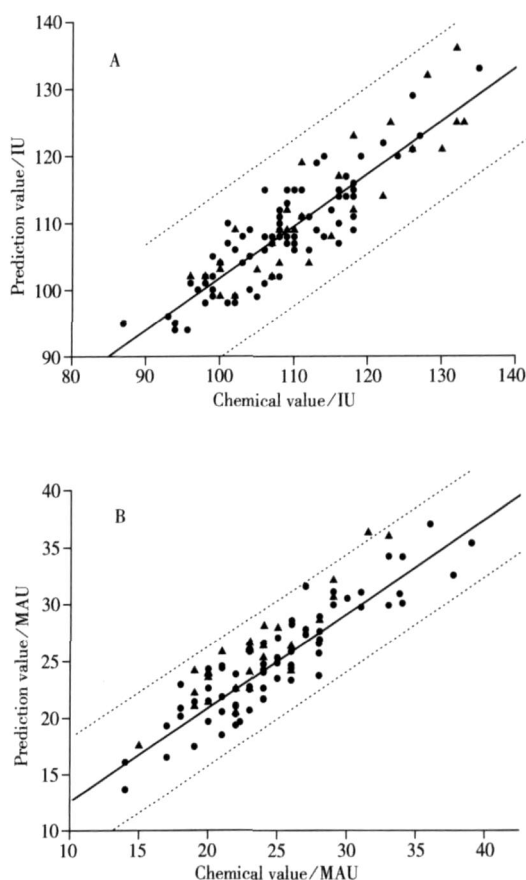 140
A
130
120
110
100
90
Prediction value/IU
80 90 100 110 120 130 140
Chemical value/IU
40
B
35
30
25
20
15
10
Prediction value/MAU
10 15 20 25 30 35 40
Chemical value/MAU